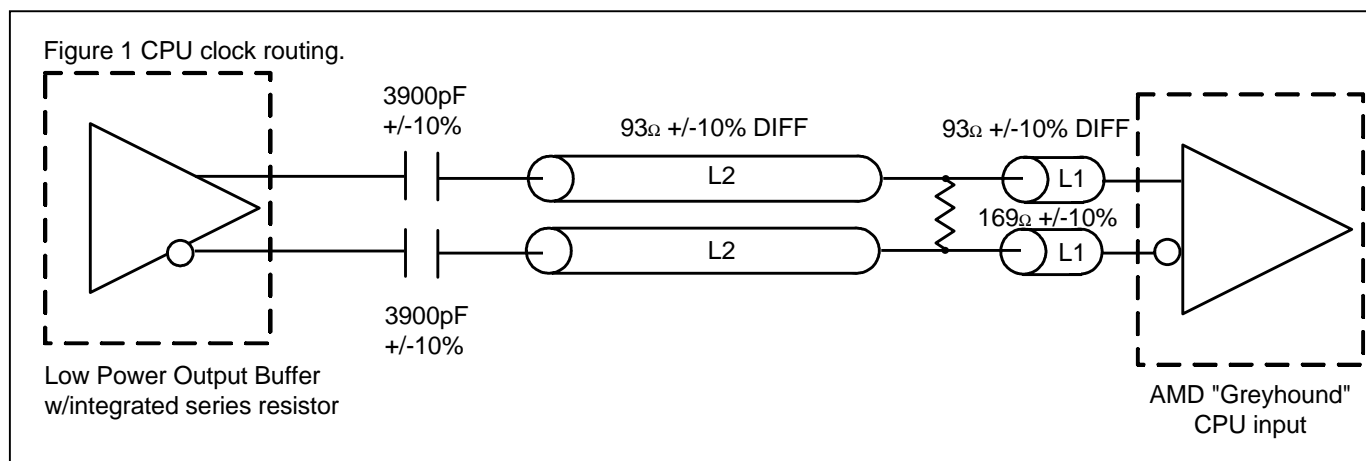 Figure 1 CPU clock routing.
3900pF
+/-10%
93Ω +/-10% DIFF
93Ω +/-10% DIFF
L2
L1
169Ω +/-10%
L2
L1
3900pF
+/-10%
Low Power Output Buffer
w/integrated series resistor
AMD "Greyhound"
CPU input